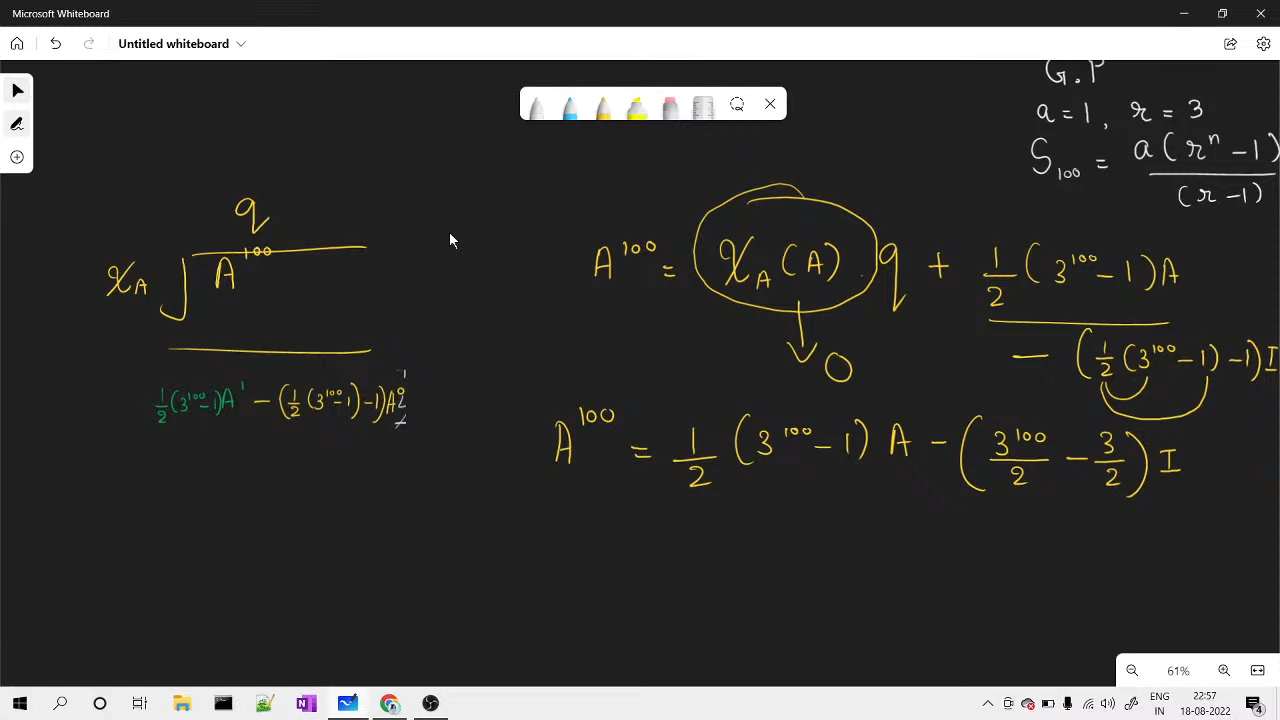 Microsoft Whiteboard
Untitled whiteboard
G.P
a = 1 , r = 3
S₁₀₀ = a(rⁿ - 1) / (r - 1)
q
χ_A √ A¹⁰⁰
½(3¹⁰⁰-1)A¹ - (½(3¹⁰⁰-1)-1)A⁰
A¹⁰⁰ = χ_A(A) q + ½(3¹⁰⁰-1)A
- (½(3¹⁰⁰-1)-1)I
↓ 0
A¹⁰⁰ = ½(3¹⁰⁰-1)A - (3¹⁰⁰/2 - 3/2) I
61%
ENG
IN
22:57
18-08-2022
4